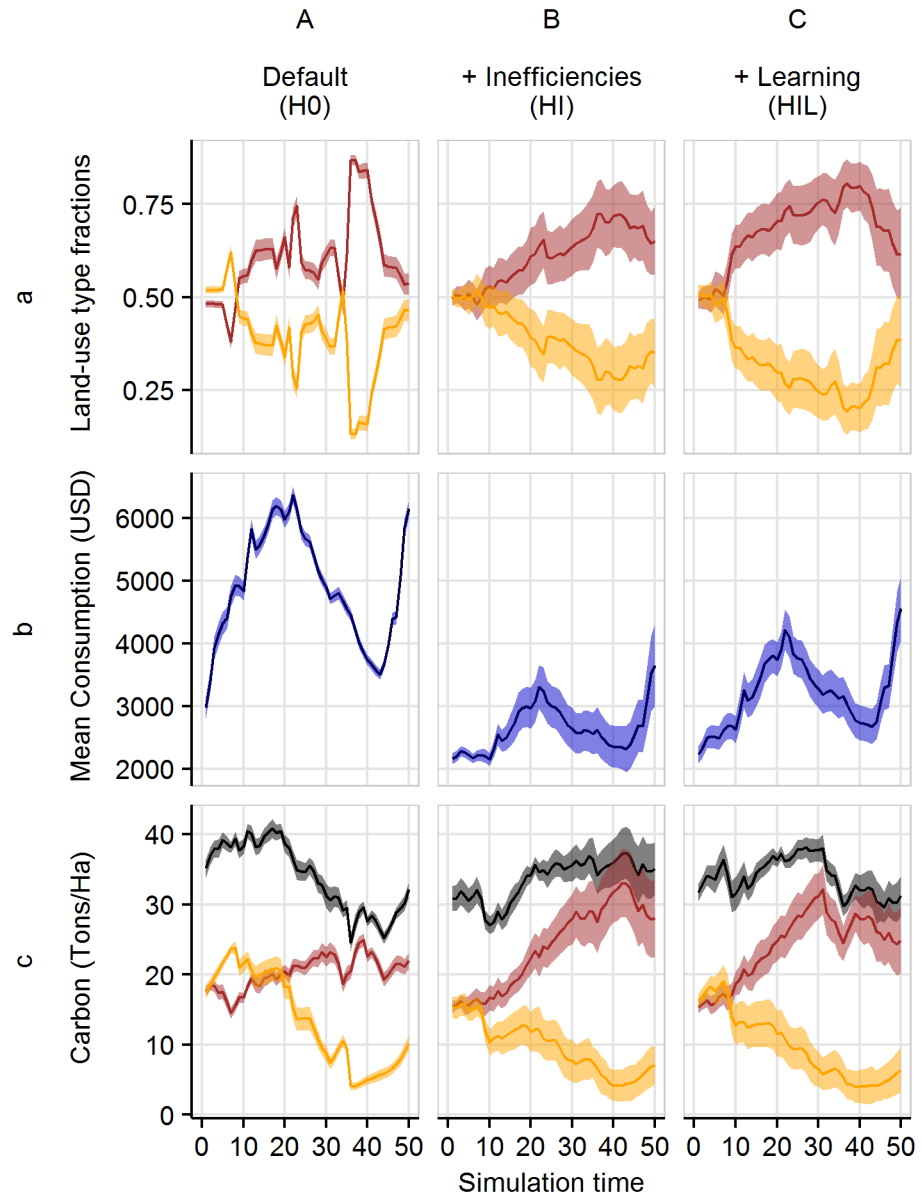 A B C
Default + Inefficiencies + Learning
(H0) (HI) (HIL)
a
Land-use type fractions
0.75
0.50
0.25
b
Mean Consumption (USD)
6000
5000
4000
3000
2000
c
Carbon (Tons/Ha)
40
30
20
10
0
0 10 20 30 40 50 0 10 20 30 40 50 0 10 20 30 40 50
Simulation time